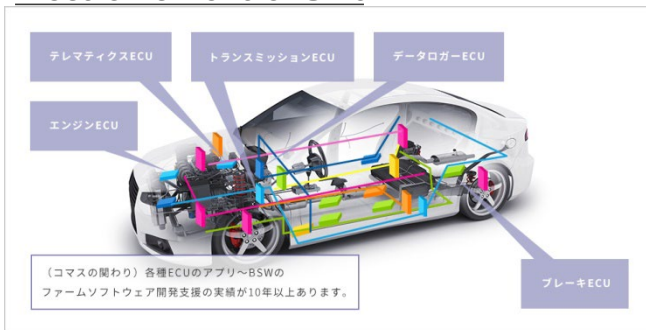 テレマティクスECU
トランスミッションECU
データロガーECU
エンジンECU
ブレーキECU
（コマスの関わり）各種ECUのアプリ～BSWの
ファームソフトウェア開発支援の実績が10年以上あります。